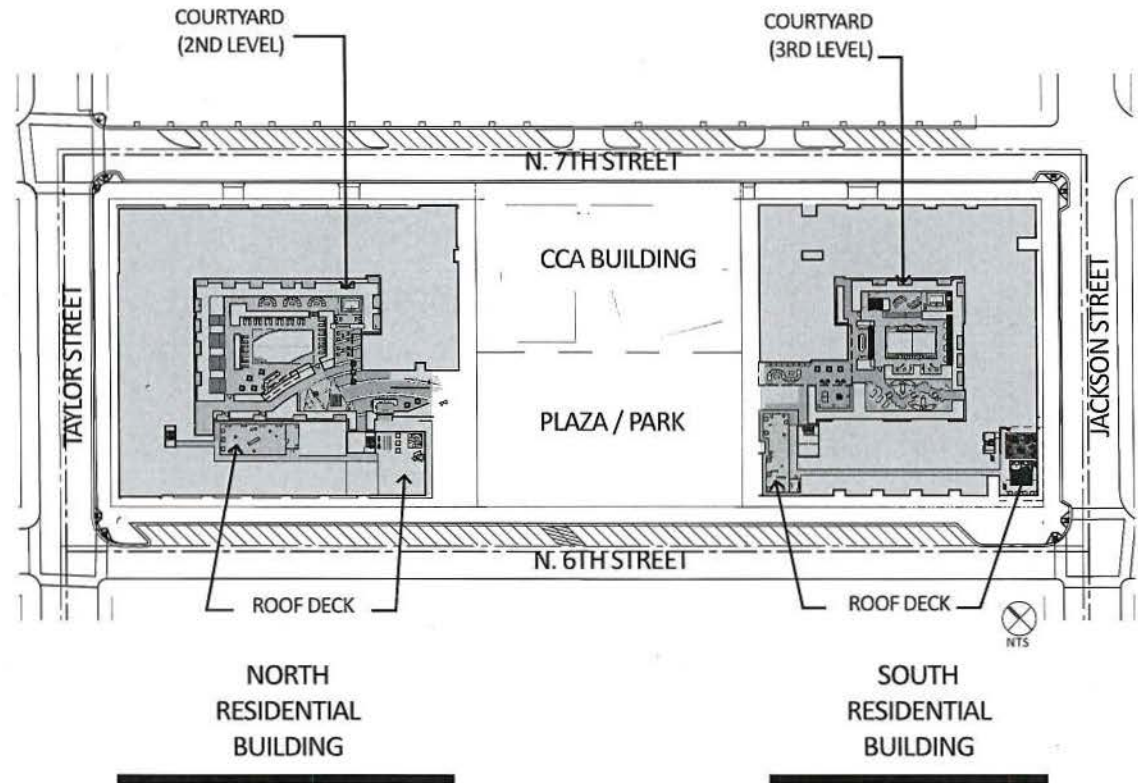 COURTYARD
(2ND LEVEL)
COURTYARD
(3RD LEVEL)
N. 7TH STREET
CCA BUILDING
TAYLOR STREET
JACKSON STREET
PLAZA / PARK
N. 6TH STREET
ROOF DECK
ROOF DECK
NTS
NORTH
RESIDENTIAL
BUILDING
SOUTH
RESIDENTIAL
BUILDING